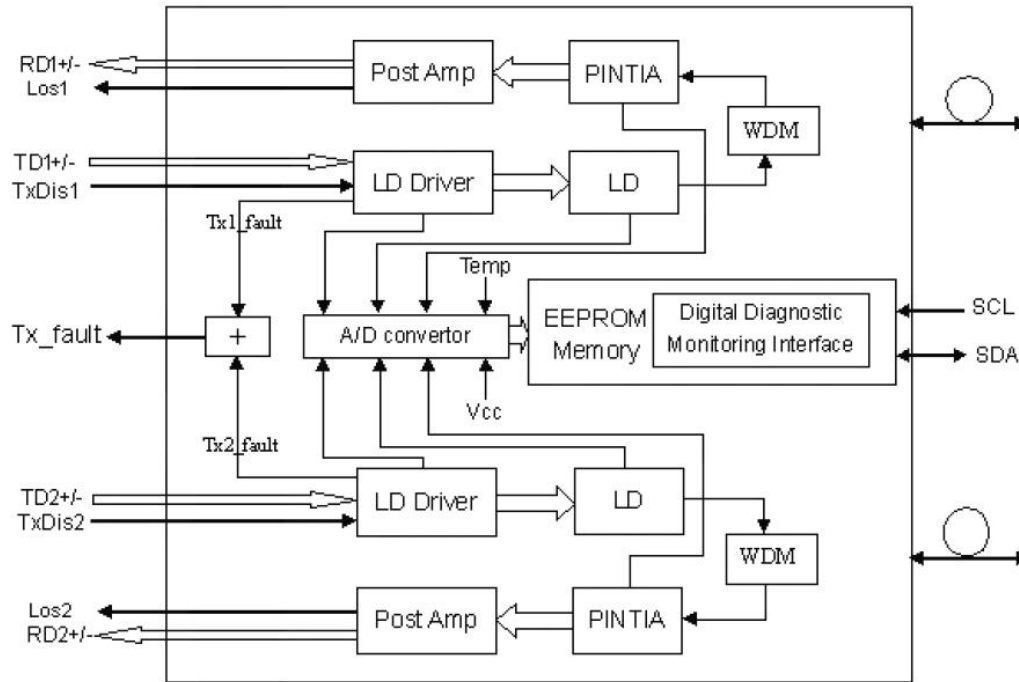 RD1+/-
Los1
Post Amp
PINTIA
WDM
TD1+/-
TxDis1
LD Driver
LD
Tx1_fault
Temp
Tx_fault
+
A/D convertor
EEPROM
Memory
Digital Diagnostic
Monitoring Interface
SCL
SDA
Vcc
Tx2_fault
TD2+/-
TxDis2
LD Driver
LD
WDM
Los2
RD2+/-
Post Amp
PINTIA